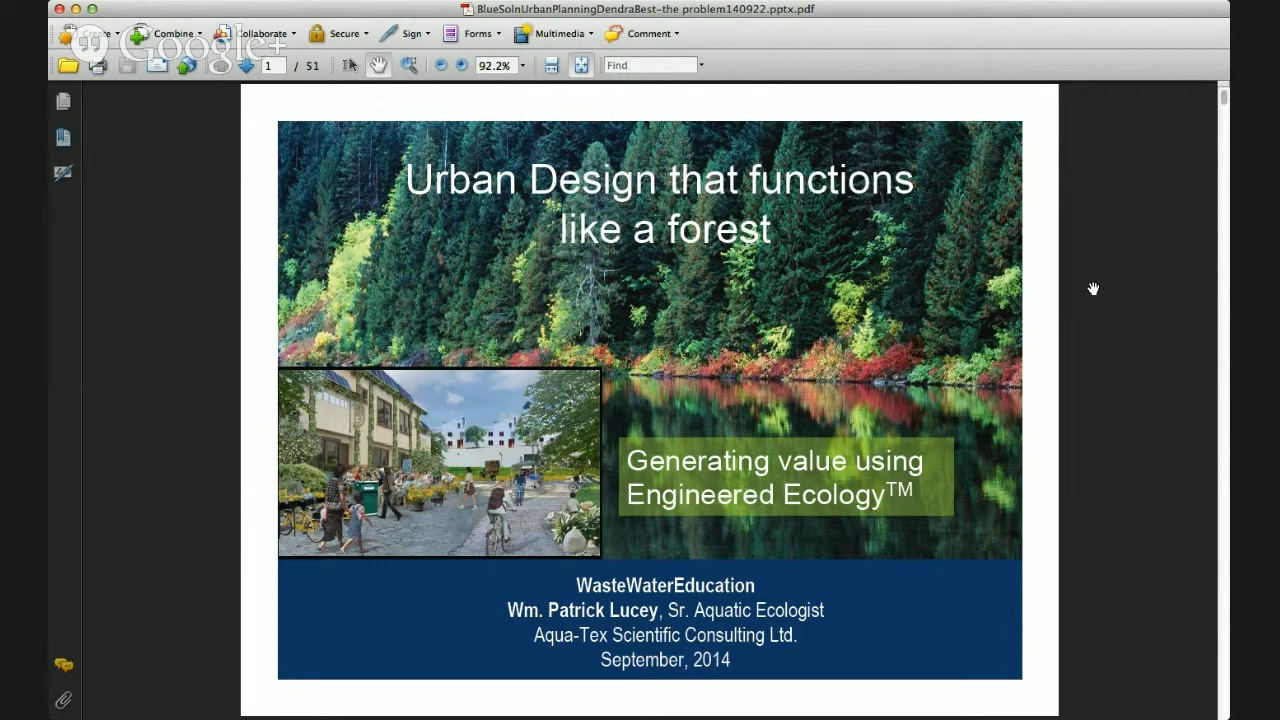 BlueSolnUrbanPlanningDendraBest-the problem140922.pptx.pdf
Create Combine Collaborate Secure Sign Forms Multimedia Comment
Google+
1 / 51 92.2% Find
Urban Design that functions
like a forest
Generating value using
Engineered Ecology™
WasteWaterEducation
Wm. Patrick Lucey, Sr. Aquatic Ecologist
Aqua-Tex Scientific Consulting Ltd.
September, 2014